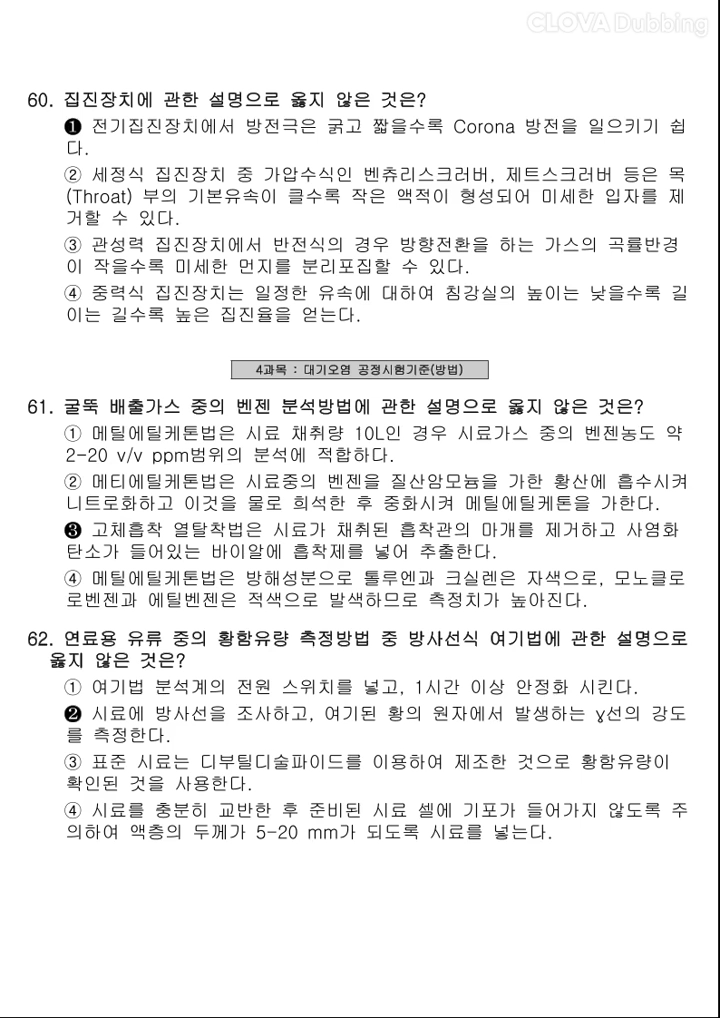 CLOVA Dubbing
60. 집진장치에 관한 설명으로 옳지 않은 것은?
❶ 전기집진장치에서 방전극은 굵고 짧을수록 Corona 방전을 일으키기 쉽
다.
② 세정식 집진장치 중 가압수식인 벤츄리스크러버, 제트스크러버 등은 목
(Throat) 부의 기본유속이 클수록 작은 액적이 형성되어 미세한 입자를 제
거할 수 있다.
③ 관성력 집진장치에서 반전식의 경우 방향전환을 하는 가스의 곡률반경
이 작을수록 미세한 먼지를 분리포집할 수 있다.
④ 중력식 집진장치는 일정한 유속에 대하여 침강실의 높이는 낮을수록 길
이는 길수록 높은 집진율을 얻는다.
4과목 : 대기오염 공정시험기준(방법)
61. 굴뚝 배출가스 중의 벤젠 분석방법에 관한 설명으로 옳지 않은 것은?
① 메틸에틸케톤법은 시료 채취량 10L인 경우 시료가스 중의 벤젠농도 약
2-20 v/v ppm범위의 분석에 적합하다.
② 메티에틸케톤법은 시료중의 벤젠을 질산암모늄을 가한 황산에 흡수시켜
니트로화하고 이것을 물로 희석한 후 중화시켜 메틸에틸케톤을 가한다.
❸ 고체흡착 열탈착법은 시료가 채취된 흡착관의 마개를 제거하고 사염화
탄소가 들어있는 바이알에 흡착제를 넣어 추출한다.
④ 메틸에틸케톤법은 방해성분으로 톨루엔과 크실렌은 자색으로, 모노클로
로벤젠과 에틸벤젠은 적색으로 발색하므로 측정치가 높아진다.
62. 연료용 유류 중의 황함유량 측정방법 중 방사선식 여기법에 관한 설명으로
옳지 않은 것은?
① 여기법 분석계의 전원 스위치를 넣고, 1시간 이상 안정화 시킨다.
❷ 시료에 방사선을 조사하고, 여기된 황의 원자에서 발생하는 γ선의 강도
를 측정한다.
③ 표준 시료는 디부틸디술파이드를 이용하여 제조한 것으로 황함유량이
확인된 것을 사용한다.
④ 시료를 충분히 교반한 후 준비된 시료 셀에 기포가 들어가지 않도록 주
의하여 액층의 두께가 5-20 mm가 되도록 시료를 넣는다.